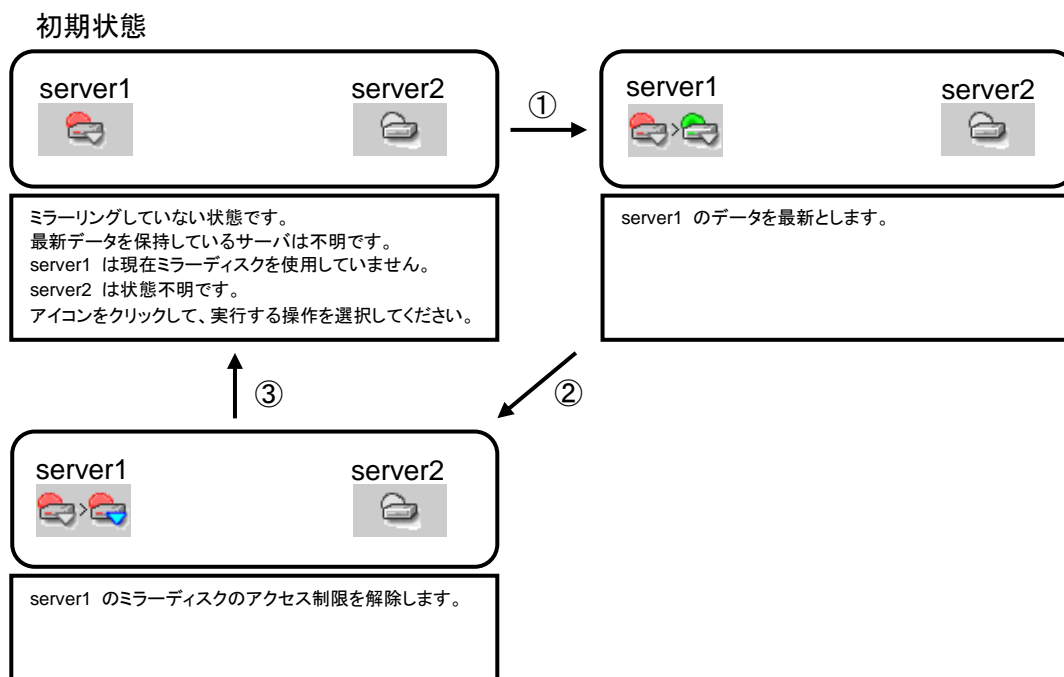 初期状態
server1
server2
①
server1
server2
ミラーリングしていない状態です。
最新データを保持しているサーバは不明です。
server1 は現在ミラーディスクを使用していません。
server2 は状態不明です。
アイコンをクリックして、実行する操作を選択してください。
server1 のデータを最新とします。
③
②
server1
server2
server1 のミラーディスクのアクセス制限を解除します。